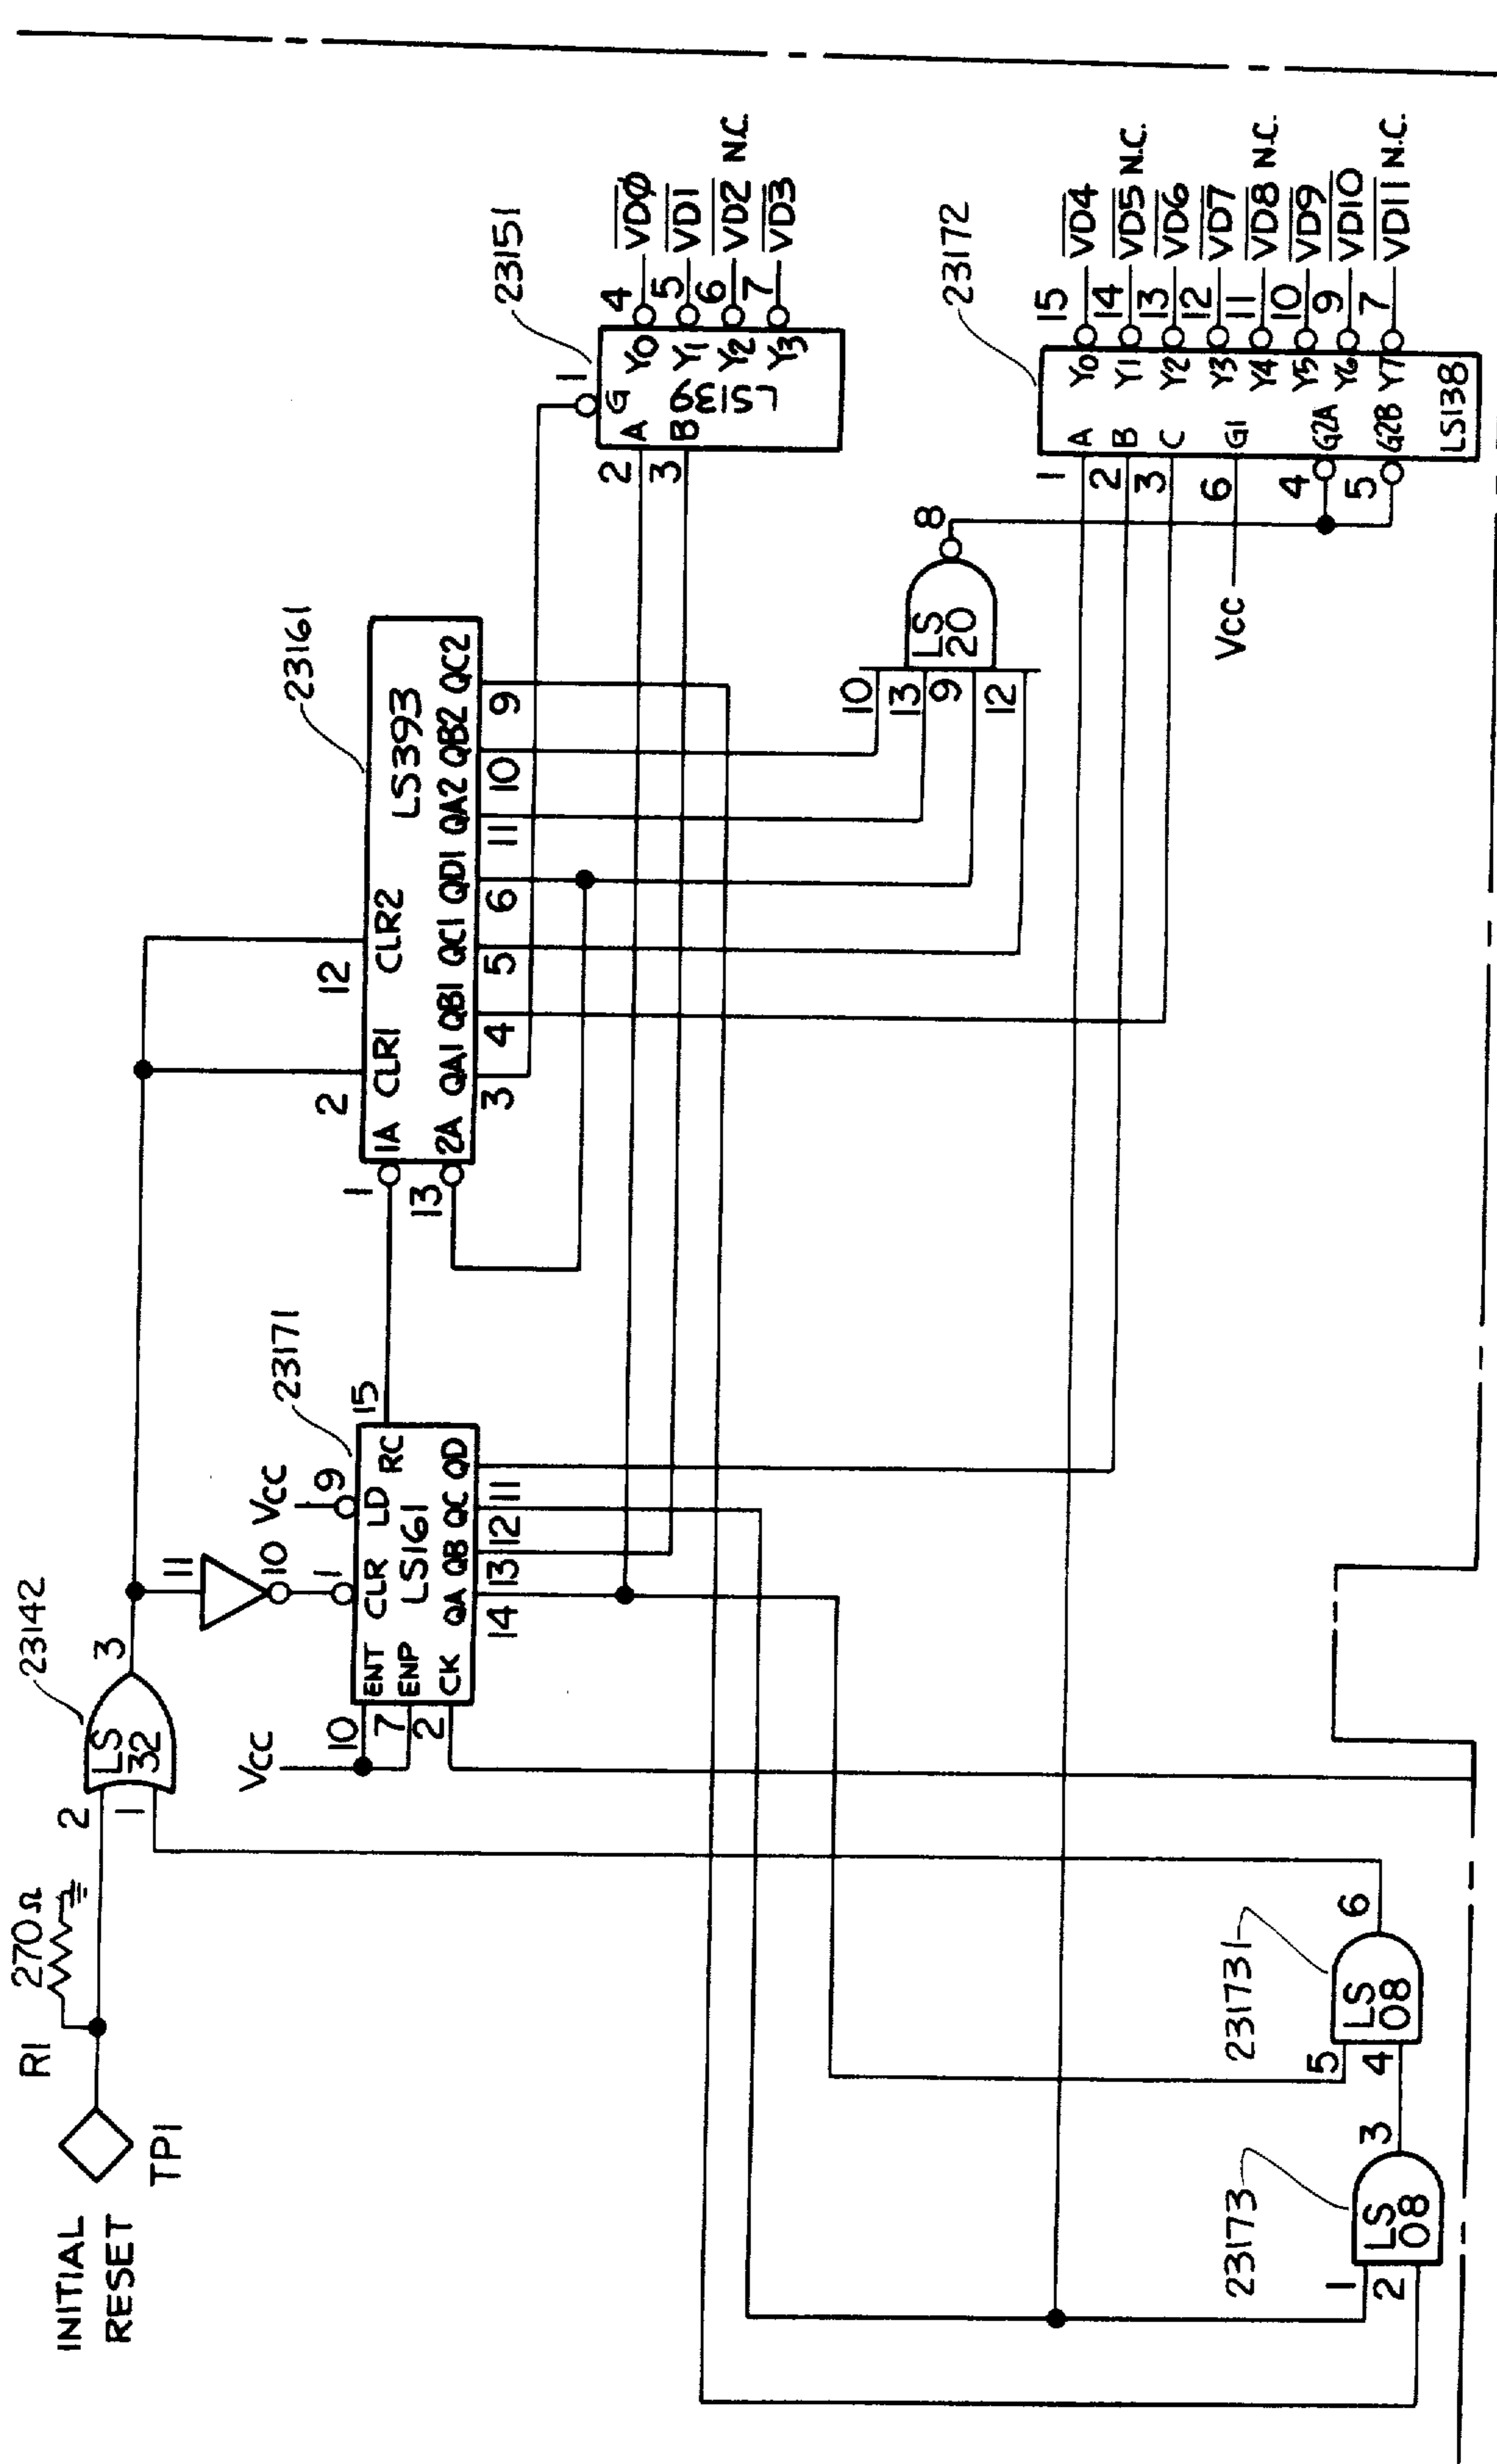 INITIAL
RESET
TP1
R1
270Ω
2
1
LS
32
3
23142
11
10
1
Vcc
9
Vcc
10
7
2
ENT
ENP
CK
CLR
LD
RC
LS161
QA
QB
QC
QD
14
13
12
11
15
23171
1
13
2
12
1A
CLR1
CLR2
LS393
2A
QA1
QB1
QC1
QD1
QA2
QB2
QC2
3
4
5
6
11
10
9
23161
1
G
2
3
A
B
LS139
Y0
Y1
Y2
Y3
4
5
6
7
VDØ
VD1
VD2 N.C.
VD3
23151
10
13
9
12
LS
20
8
Vcc
1
2
3
6
4
5
A
B
C
G1
G2A
G2B
LS138
Y0
Y1
Y2
Y3
Y4
Y5
Y6
Y7
15
14
13
12
11
10
9
7
VD4
VD5 N.C.
VD6
VD7
VD8 N.C.
VD9
VD10
VD11 N.C.
23172
23173
1
2
LS
08
3
231731
5
4
LS
08
6